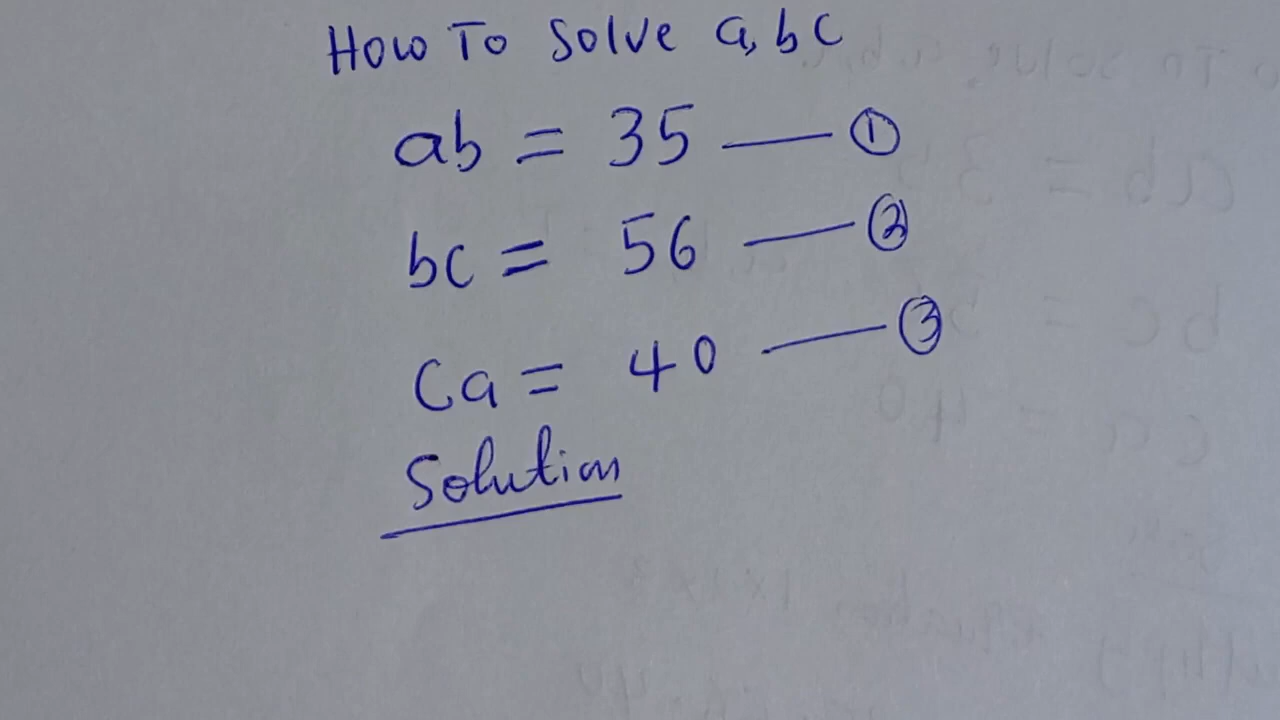 How To Solve a, b c
ab = 35 — ①
bc = 56 — ②
Ca = 40 — ③
Solution